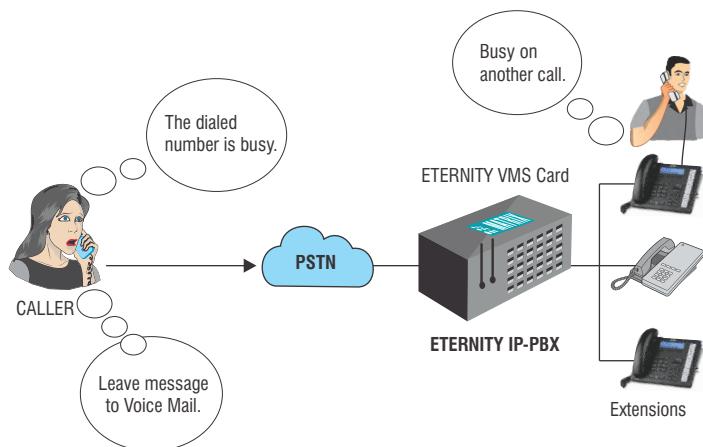 Busy on
another call.
The dialed
number is busy.
ETERNITY VMS Card
PSTN
CALLER
ETERNITY IP-PBX
Leave message
to Voice Mail.
Extensions